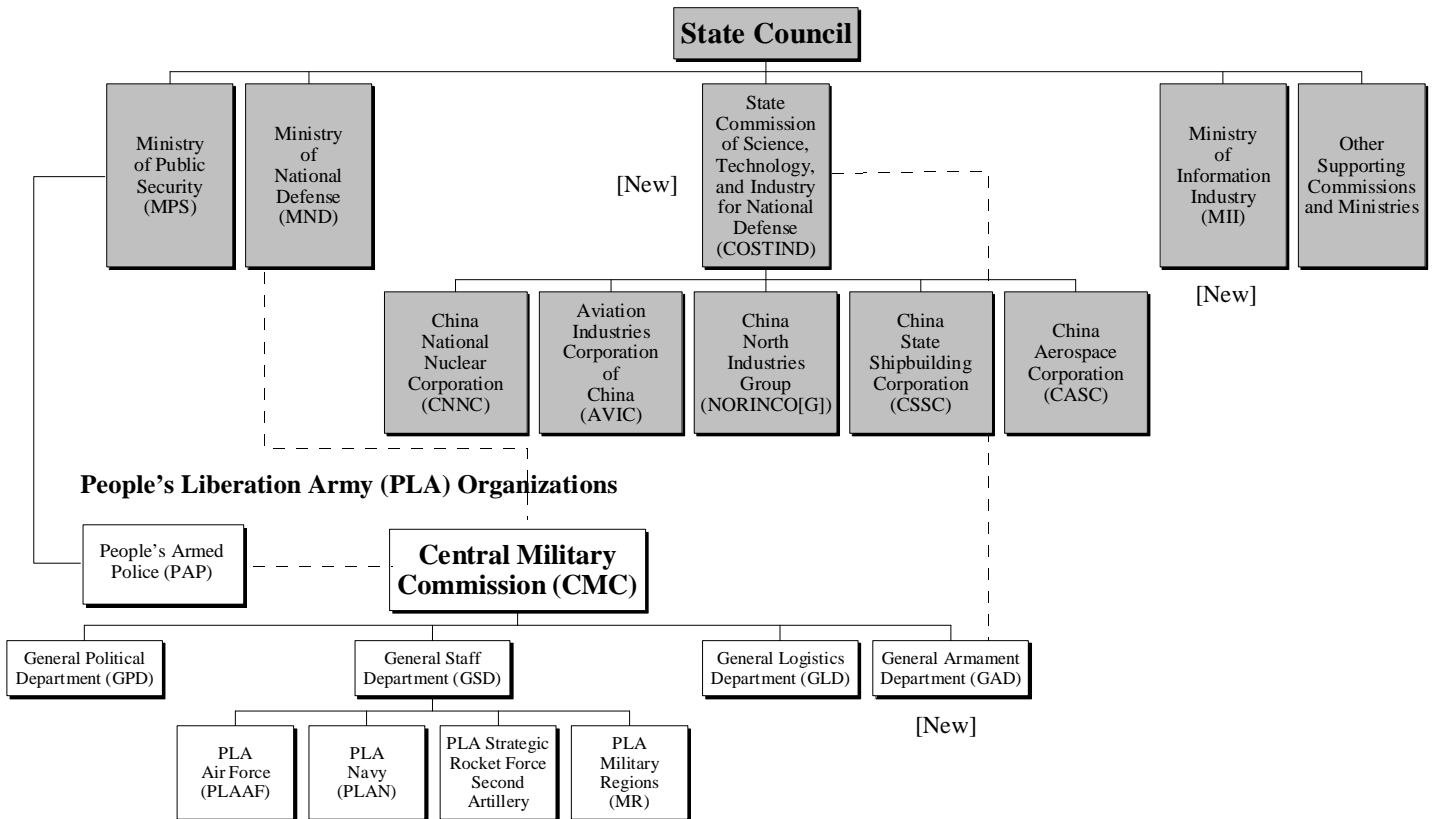 State Council
Ministry
of Public
Security
(MPS)
Ministry
of
National
Defense
(MND)
[New]
State
Commission
of Science,
Technology,
and Industry
for National
Defense
(COSTIND)
Ministry
of
Information
Industry
(MII)
[New]
Other
Supporting
Commissions
and Ministries
China
National
Nuclear
Corporation
(CNNC)
Aviation
Industries
Corporation
of
China
(AVIC)
China
North
Industries
Group
(NORINCO[G])
China
State
Shipbuilding
Corporation
(CSSC)
China
Aerospace
Corporation
(CASC)
People’s Liberation Army (PLA) Organizations
People’s Armed
Police (PAP)
Central Military
Commission (CMC)
General Political
Department (GPD)
General Staff
Department (GSD)
General Logistics
Department (GLD)
General Armament
Department (GAD)
[New]
PLA
Air Force
(PLAAF)
PLA
Navy
(PLAN)
PLA Strategic
Rocket Force
Second
Artillery
PLA
Military
Regions
(MR)